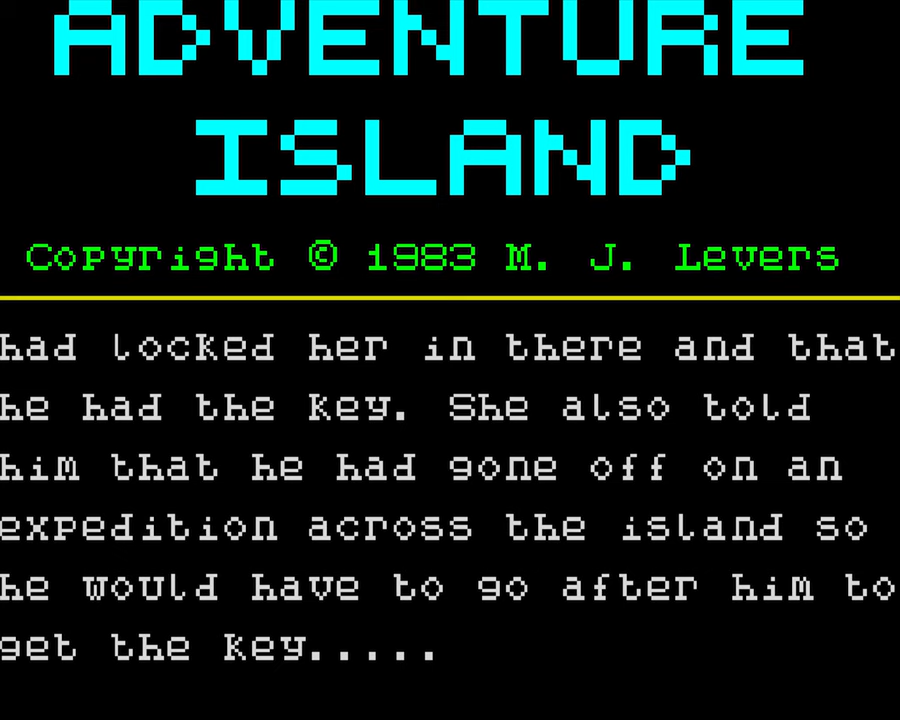 ADVENTURE
ISLAND
Copyright © 1983 M. J. Levers
had locked her in there and that
he had the key. She also told
him that he had gone off on an
expedition across the island so
he would have to go after him to
get the key.....